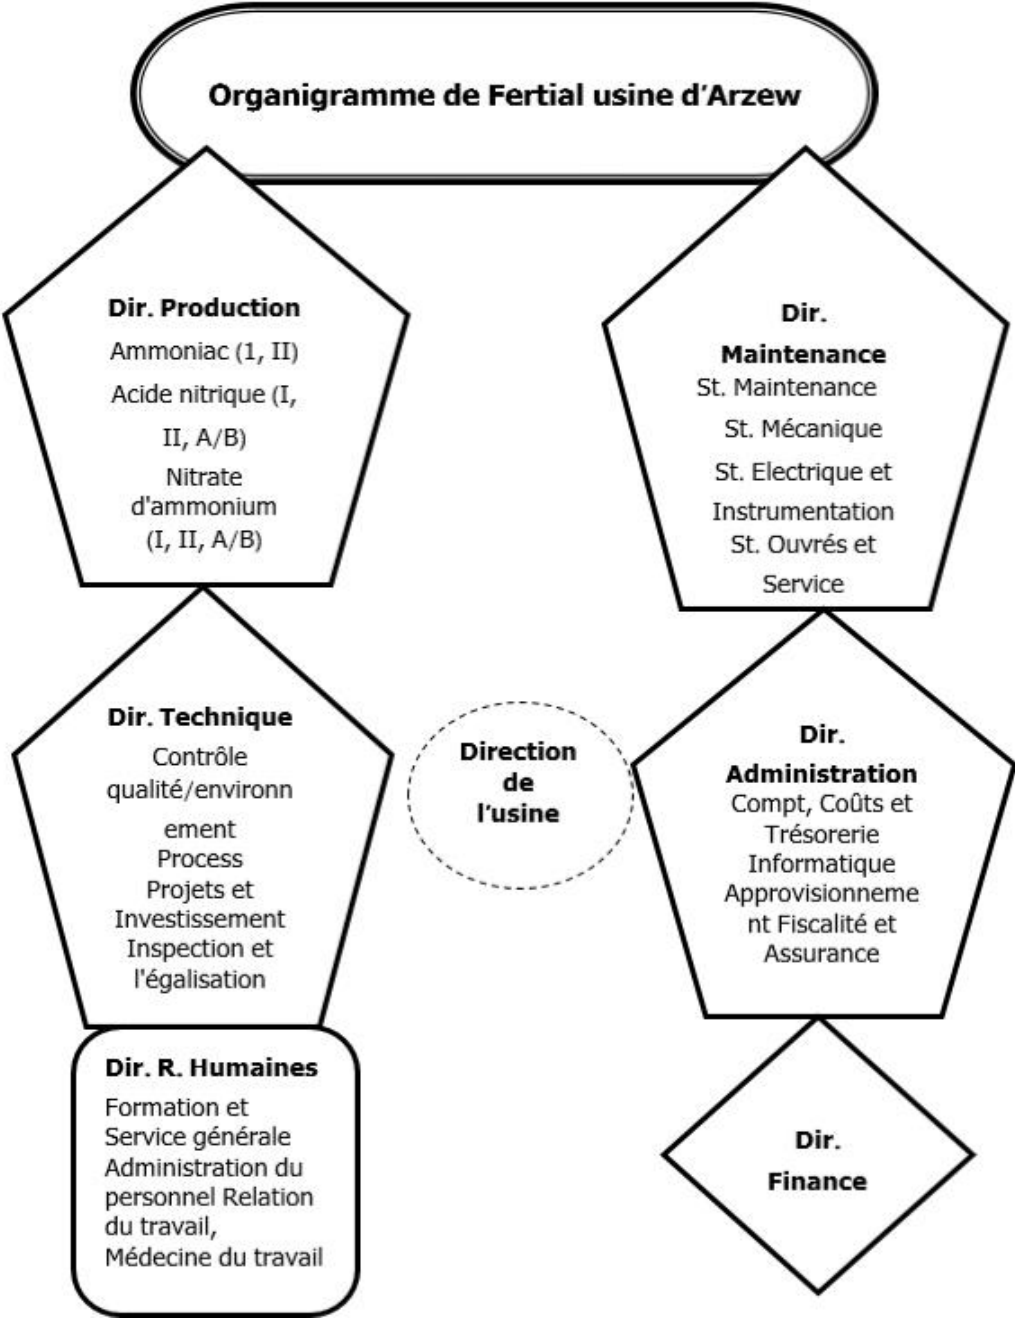 Organigramme de Fertial usine d'Arzew
Dir. Production
Ammoniac (1, II)
Acide nitrique (I,
II, A/B)
Nitrate
d'ammonium
(I, II, A/B)
Dir.
Maintenance
St. Maintenance
St. Mécanique
St. Electrique et
Instrumentation
St. Ouvrés et
Service
Dir. Technique
Contrôle
qualité/environn
ement
Process
Projets et
Investissement
Inspection et
l'égalisation
Direction
de
l'usine
Dir.
Administration
Compt, Coûts et
Trésorerie
Informatique
Approvisionneme
nt Fiscalité et
Assurance
Dir. R. Humaines
Formation et
Service générale
Administration du
personnel Relation
du travail,
Médecine du travail
Dir.
Finance